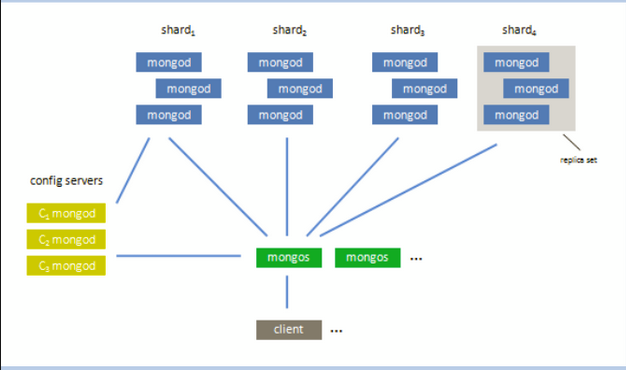 shard1 shard2 shard3 shard4
mongod mongod mongod mongod
mongod mongod mongod mongod
mongod mongod mongod mongod
replica set
config servers
C1 mongod
C2 mongod
C3 mongod
mongos mongos ...
client ...